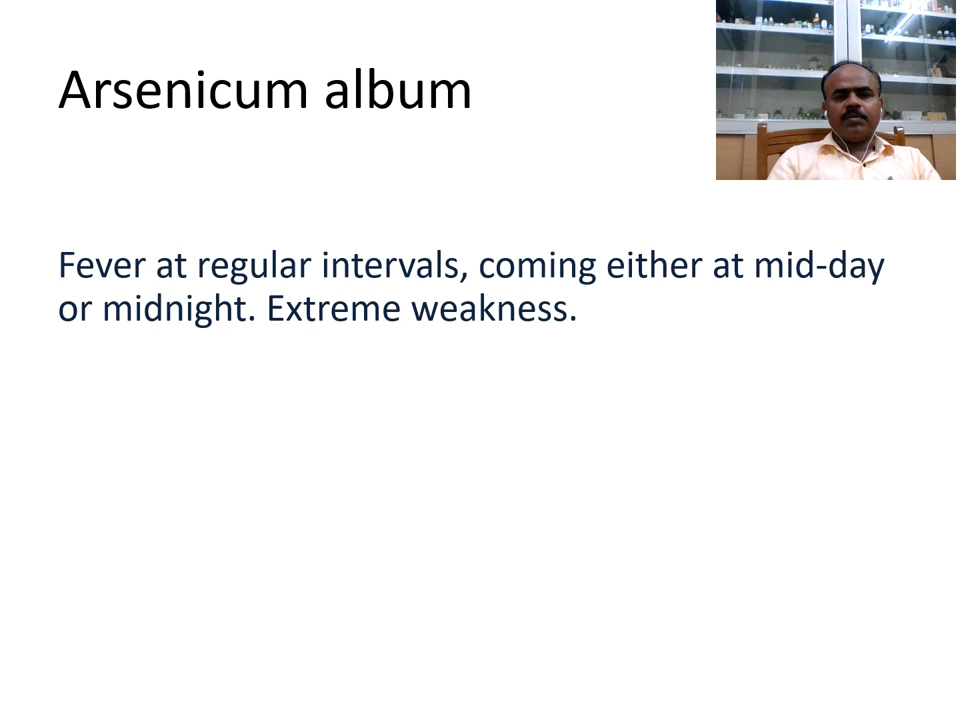 Arsenicum album
Fever at regular intervals, coming either at mid-day
or midnight. Extreme weakness.